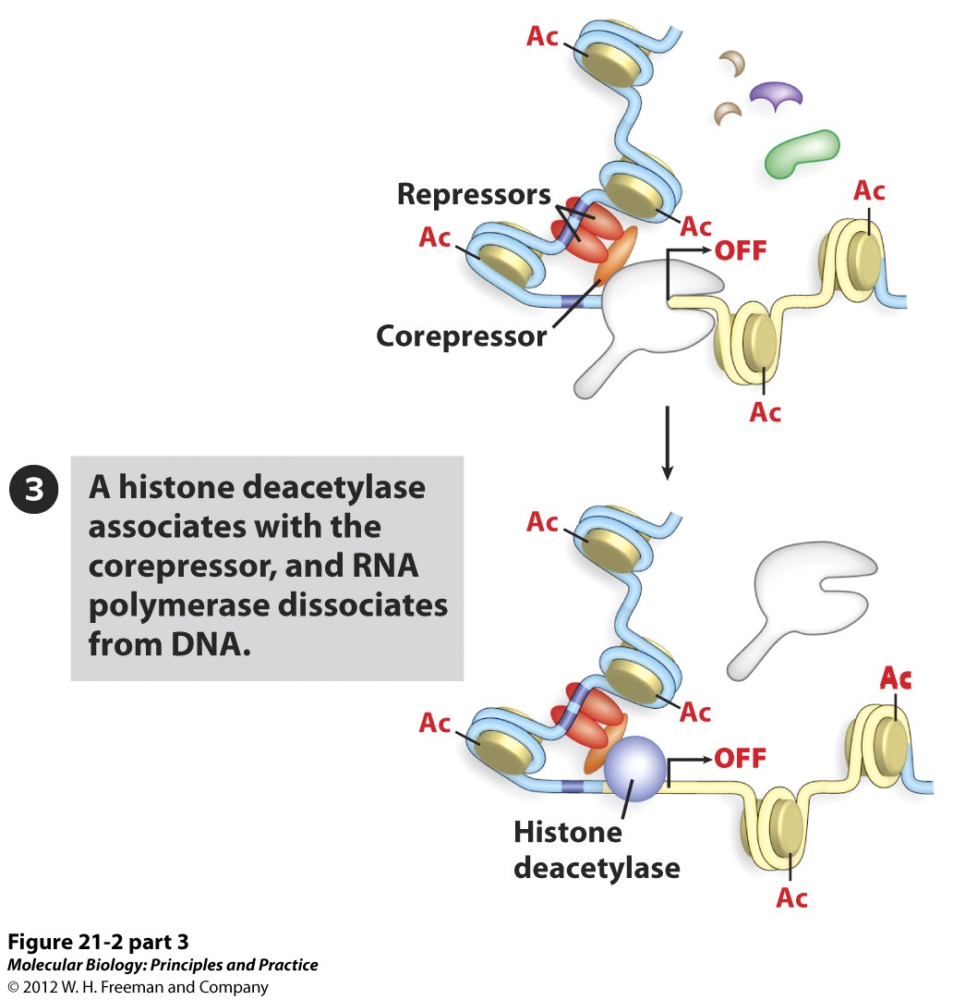 Ac
Repressors
Ac
Ac
Ac
OFF
Corepressor
Ac
3
A histone deacetylase
associates with the
corepressor, and RNA
polymerase dissociates
from DNA.
Ac
Ac
Ac
Ac
OFF
Histone
deacetylase
Ac
Figure 21-2 part 3
Molecular Biology: Principles and Practice
© 2012 W. H. Freeman and Company